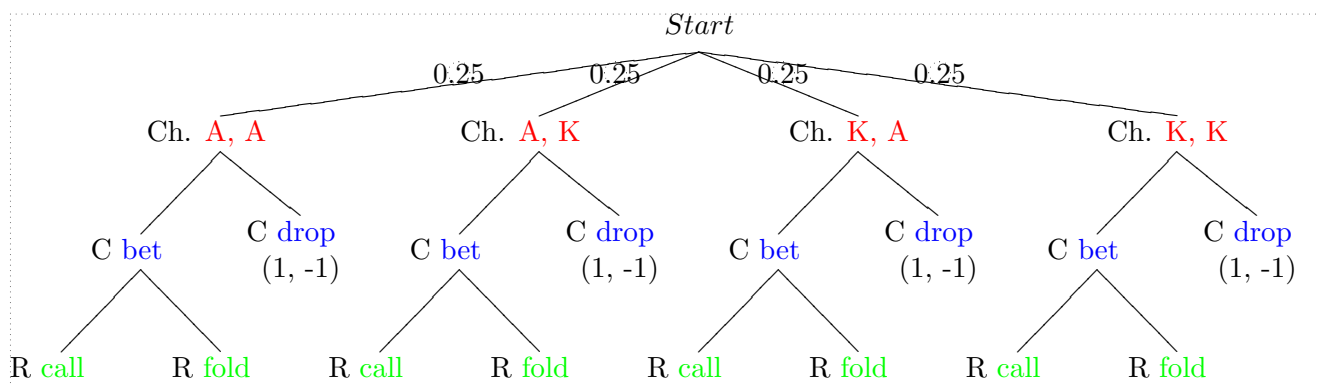 Start
0.25 0.25 0.25 0.25
Ch. A, A Ch. A, K Ch. K, A Ch. K, K
C bet C drop C bet C drop C bet C drop C bet C drop
(1, -1) (1, -1) (1, -1) (1, -1)
R call R fold R call R fold R call R fold R call R fold